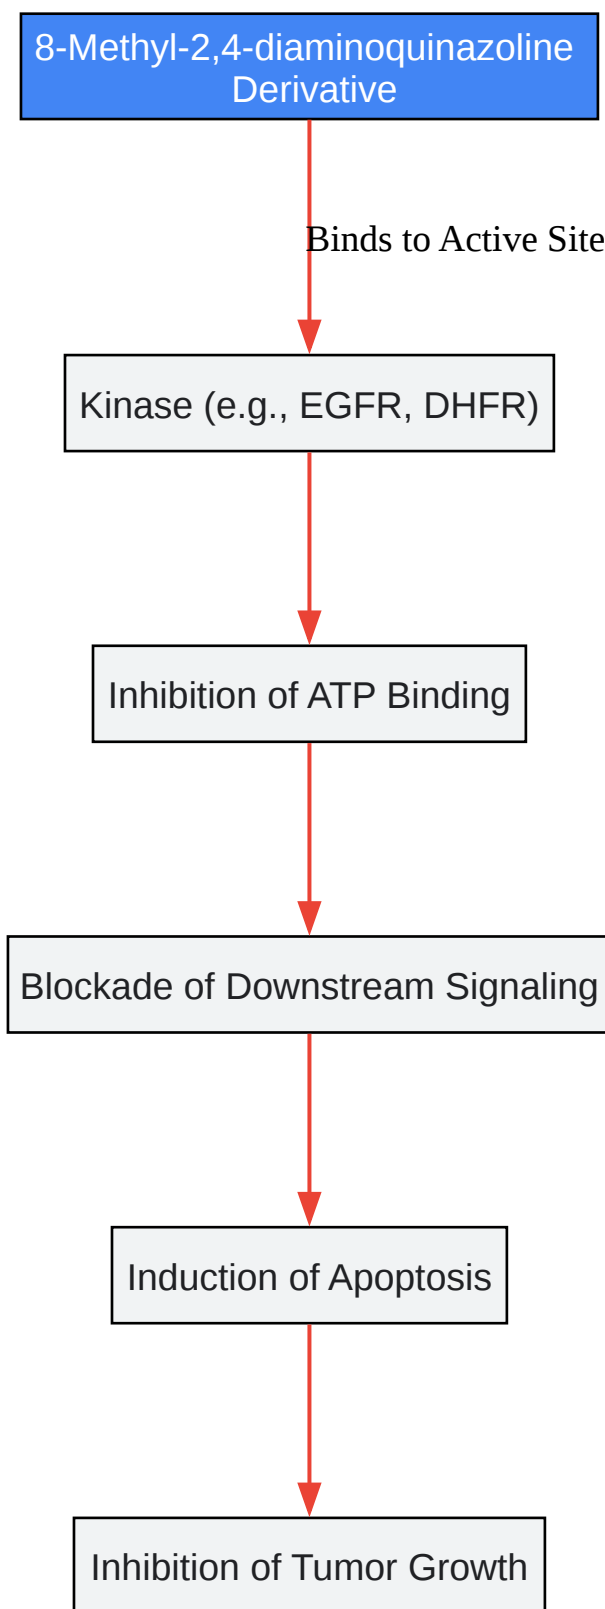 8-Methyl-2,4-diaminoquinazoline
Derivative
Binds to Active Site
Kinase (e.g., EGFR, DHFR)
Inhibition of ATP Binding
Blockade of Downstream Signaling
Induction of Apoptosis
Inhibition of Tumor Growth